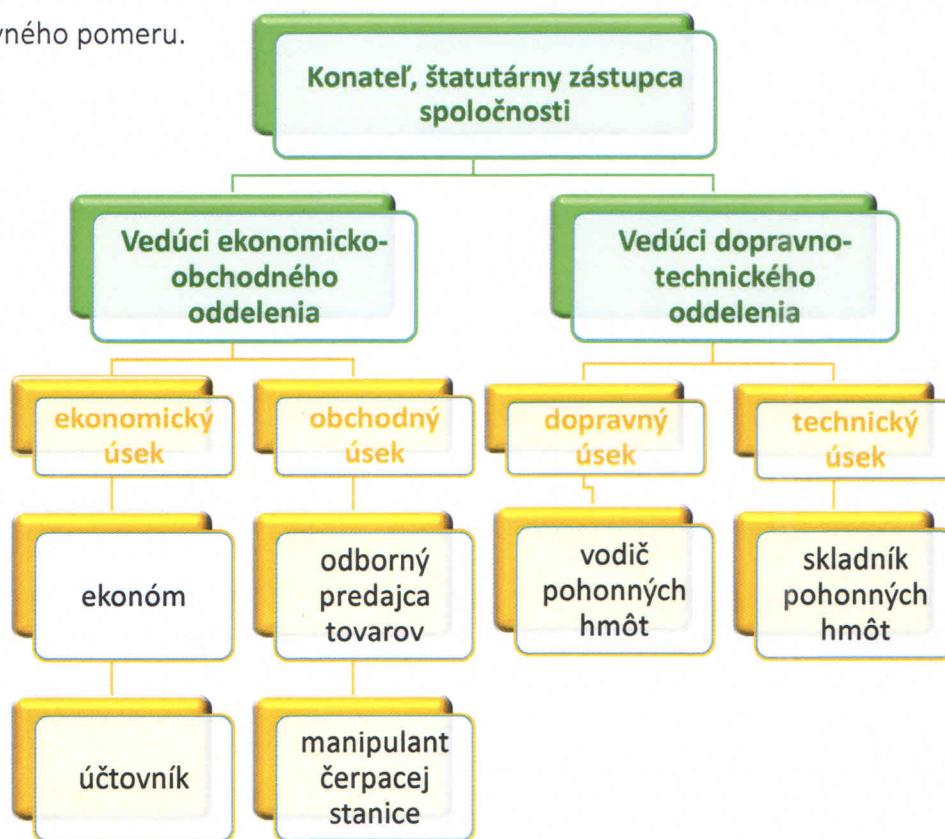 vného pomeru.
Konateľ, štatutárny zástupca
spoločnosti
Vedúci ekonomicko-
obchodného
oddelenia
Vedúci dopravno-
technického
oddelenia
ekonomický
úsek
obchodný
úsek
dopravný
úsek
technický
úsek
ekonóm
odborný
predajca
tovarov
vodič
pohonných
hmôt
skladník
pohonných
hmôt
účtovník
manipulant
čerpacej
stanice